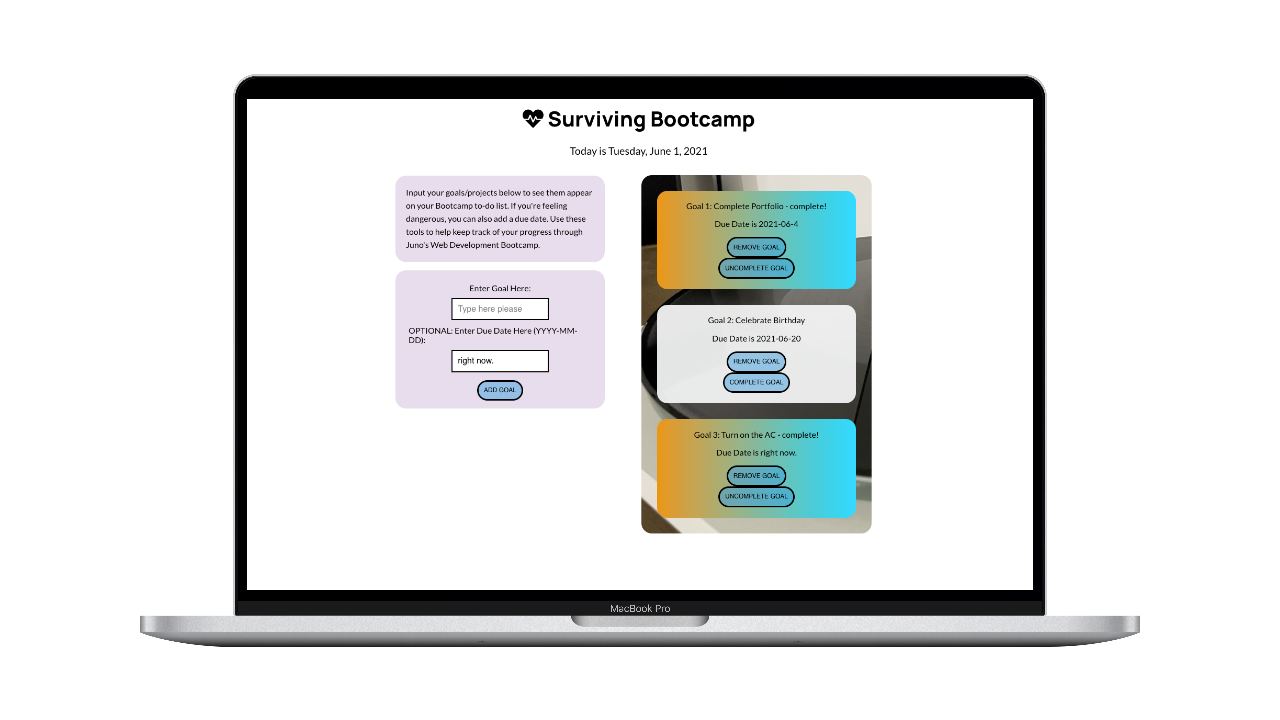 Surviving Bootcamp
Today is Tuesday, June 1, 2021
Input your goals/projects below to see them appear
on your Bootcamp to-do list. If you're feeling
dangerous, you can also add a due date. Use these
tools to help keep track of your progress through
Juno's Web Development Bootcamp.
Enter Goal Here:
Type here please
OPTIONAL: Enter Due Date Here (YYYY-MM-
DD):
right now.
ADD GOAL
Goal 1: Complete Portfolio - complete!
Due Date is 2021-06-4
REMOVE GOAL
UNCOMPLETE GOAL
Goal 2: Celebrate Birthday
Due Date is 2021-06-20
REMOVE GOAL
COMPLETE GOAL
Goal 3: Turn on the AC - complete!
Due Date is right now.
REMOVE GOAL
UNCOMPLETE GOAL
MacBook Pro